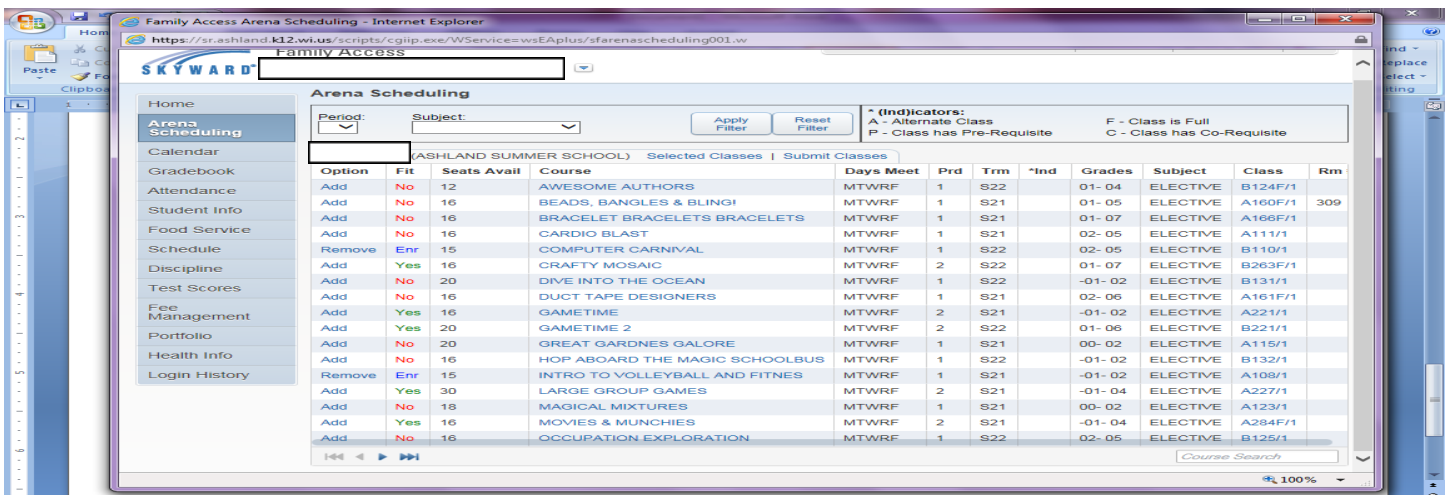 Family Access Arena Scheduling - Internet Explorer
https://sr.ashland.k12.wi.us/scripts/cgiip.exe/WService=wsEAplus/sfarenascheduling001.w
Paste
Family Access
SKYWARD
Home
Arena Scheduling
Calendar
Gradebook
Attendance
Student Info
Food Service
Schedule
Discipline
Test Scores
Fee Management
Portfolio
Health Info
Login History
Arena Scheduling
Period: Subject: Apply Filter Reset Filter
* (Ind)icators:
A - Alternate Class F - Class is Full
P - Class has Pre-Requisite C - Class has Co-Requisite
(ASHLAND SUMMER SCHOOL) Selected Classes | Submit Classes
Option Fit Seats Avail Course Days Meet Prd Trm *Ind Grades Subject Class Rm
Add No 12 AWESOME AUTHORS MTWRF 1 S22 01- 04 ELECTIVE B124F/1
Add No 16 BEADS, BANGLES & BLING! MTWRF 1 S21 01- 05 ELECTIVE A160F/1 309
Add No 16 BRACELET BRACELETS BRACELETS MTWRF 1 S21 01- 07 ELECTIVE A166F/1
Add No 16 CARDIO BLAST MTWRF 1 S21 02- 05 ELECTIVE A111/1
Remove Enr 15 COMPUTER CARNIVAL MTWRF 1 S22 02- 05 ELECTIVE B110/1
Add Yes 16 CRAFTY MOSAIC MTWRF 2 S22 01- 07 ELECTIVE B263F/1
Add No 20 DIVE INTO THE OCEAN MTWRF 1 S22 -01- 02 ELECTIVE B131/1
Add No 16 DUCT TAPE DESIGNERS MTWRF 1 S21 02- 06 ELECTIVE A161F/1
Add Yes 16 GAMETIME MTWRF 2 S21 -01- 02 ELECTIVE A221/1
Add Yes 20 GAMETIME 2 MTWRF 2 S22 01- 06 ELECTIVE B221/1
Add No 20 GREAT GARDNES GALORE MTWRF 1 S21 00- 02 ELECTIVE A115/1
Add No 16 HOP ABOARD THE MAGIC SCHOOLBUS MTWRF 1 S22 -01- 02 ELECTIVE B132/1
Remove Enr 15 INTRO TO VOLLEYBALL AND FITNES MTWRF 1 S21 -01- 02 ELECTIVE A108/1
Add Yes 30 LARGE GROUP GAMES MTWRF 2 S21 -01- 04 ELECTIVE A227/1
Add No 18 MAGICAL MIXTURES MTWRF 1 S21 00- 02 ELECTIVE A123/1
Add Yes 16 MOVIES & MUNCHIES MTWRF 2 S21 -01- 04 ELECTIVE A284F/1
Add No 16 OCCUPATION EXPLORATION MTWRF 1 S22 02- 05 ELECTIVE B125/1
Course Search
100%